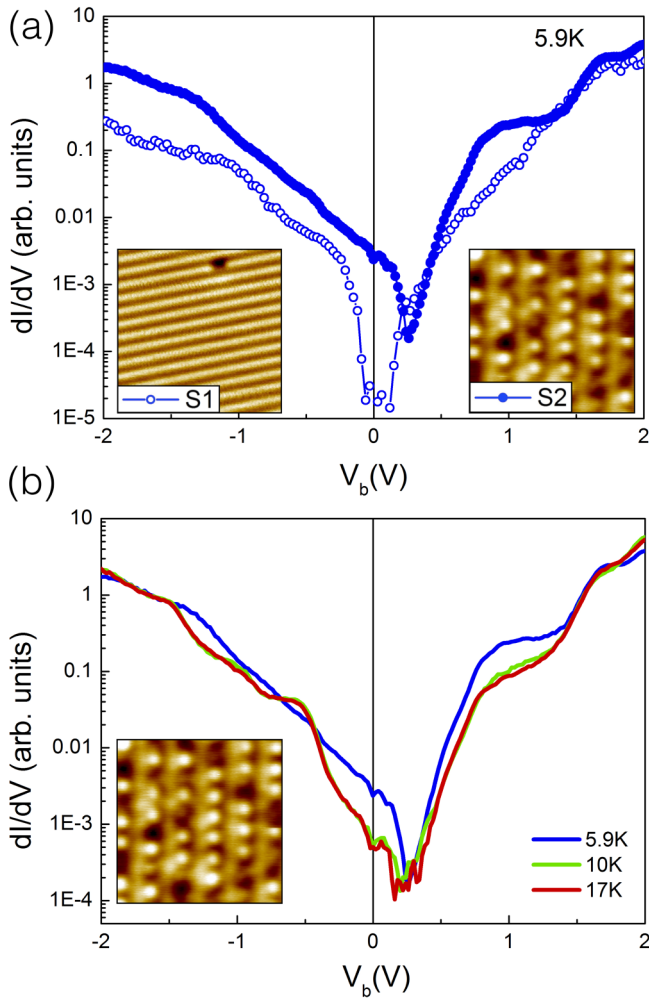 (a)
5.9K
10
1
0.1
0.01
1E-3
1E-4
1E-5
dI/dV (arb. units)
S1
S2
-2 -1 0 1 2
V_b(V)
(b)
10
1
0.1
0.01
1E-3
1E-4
dI/dV (arb. units)
5.9K
10K
17K
-2 -1 0 1 2
V_b(V)